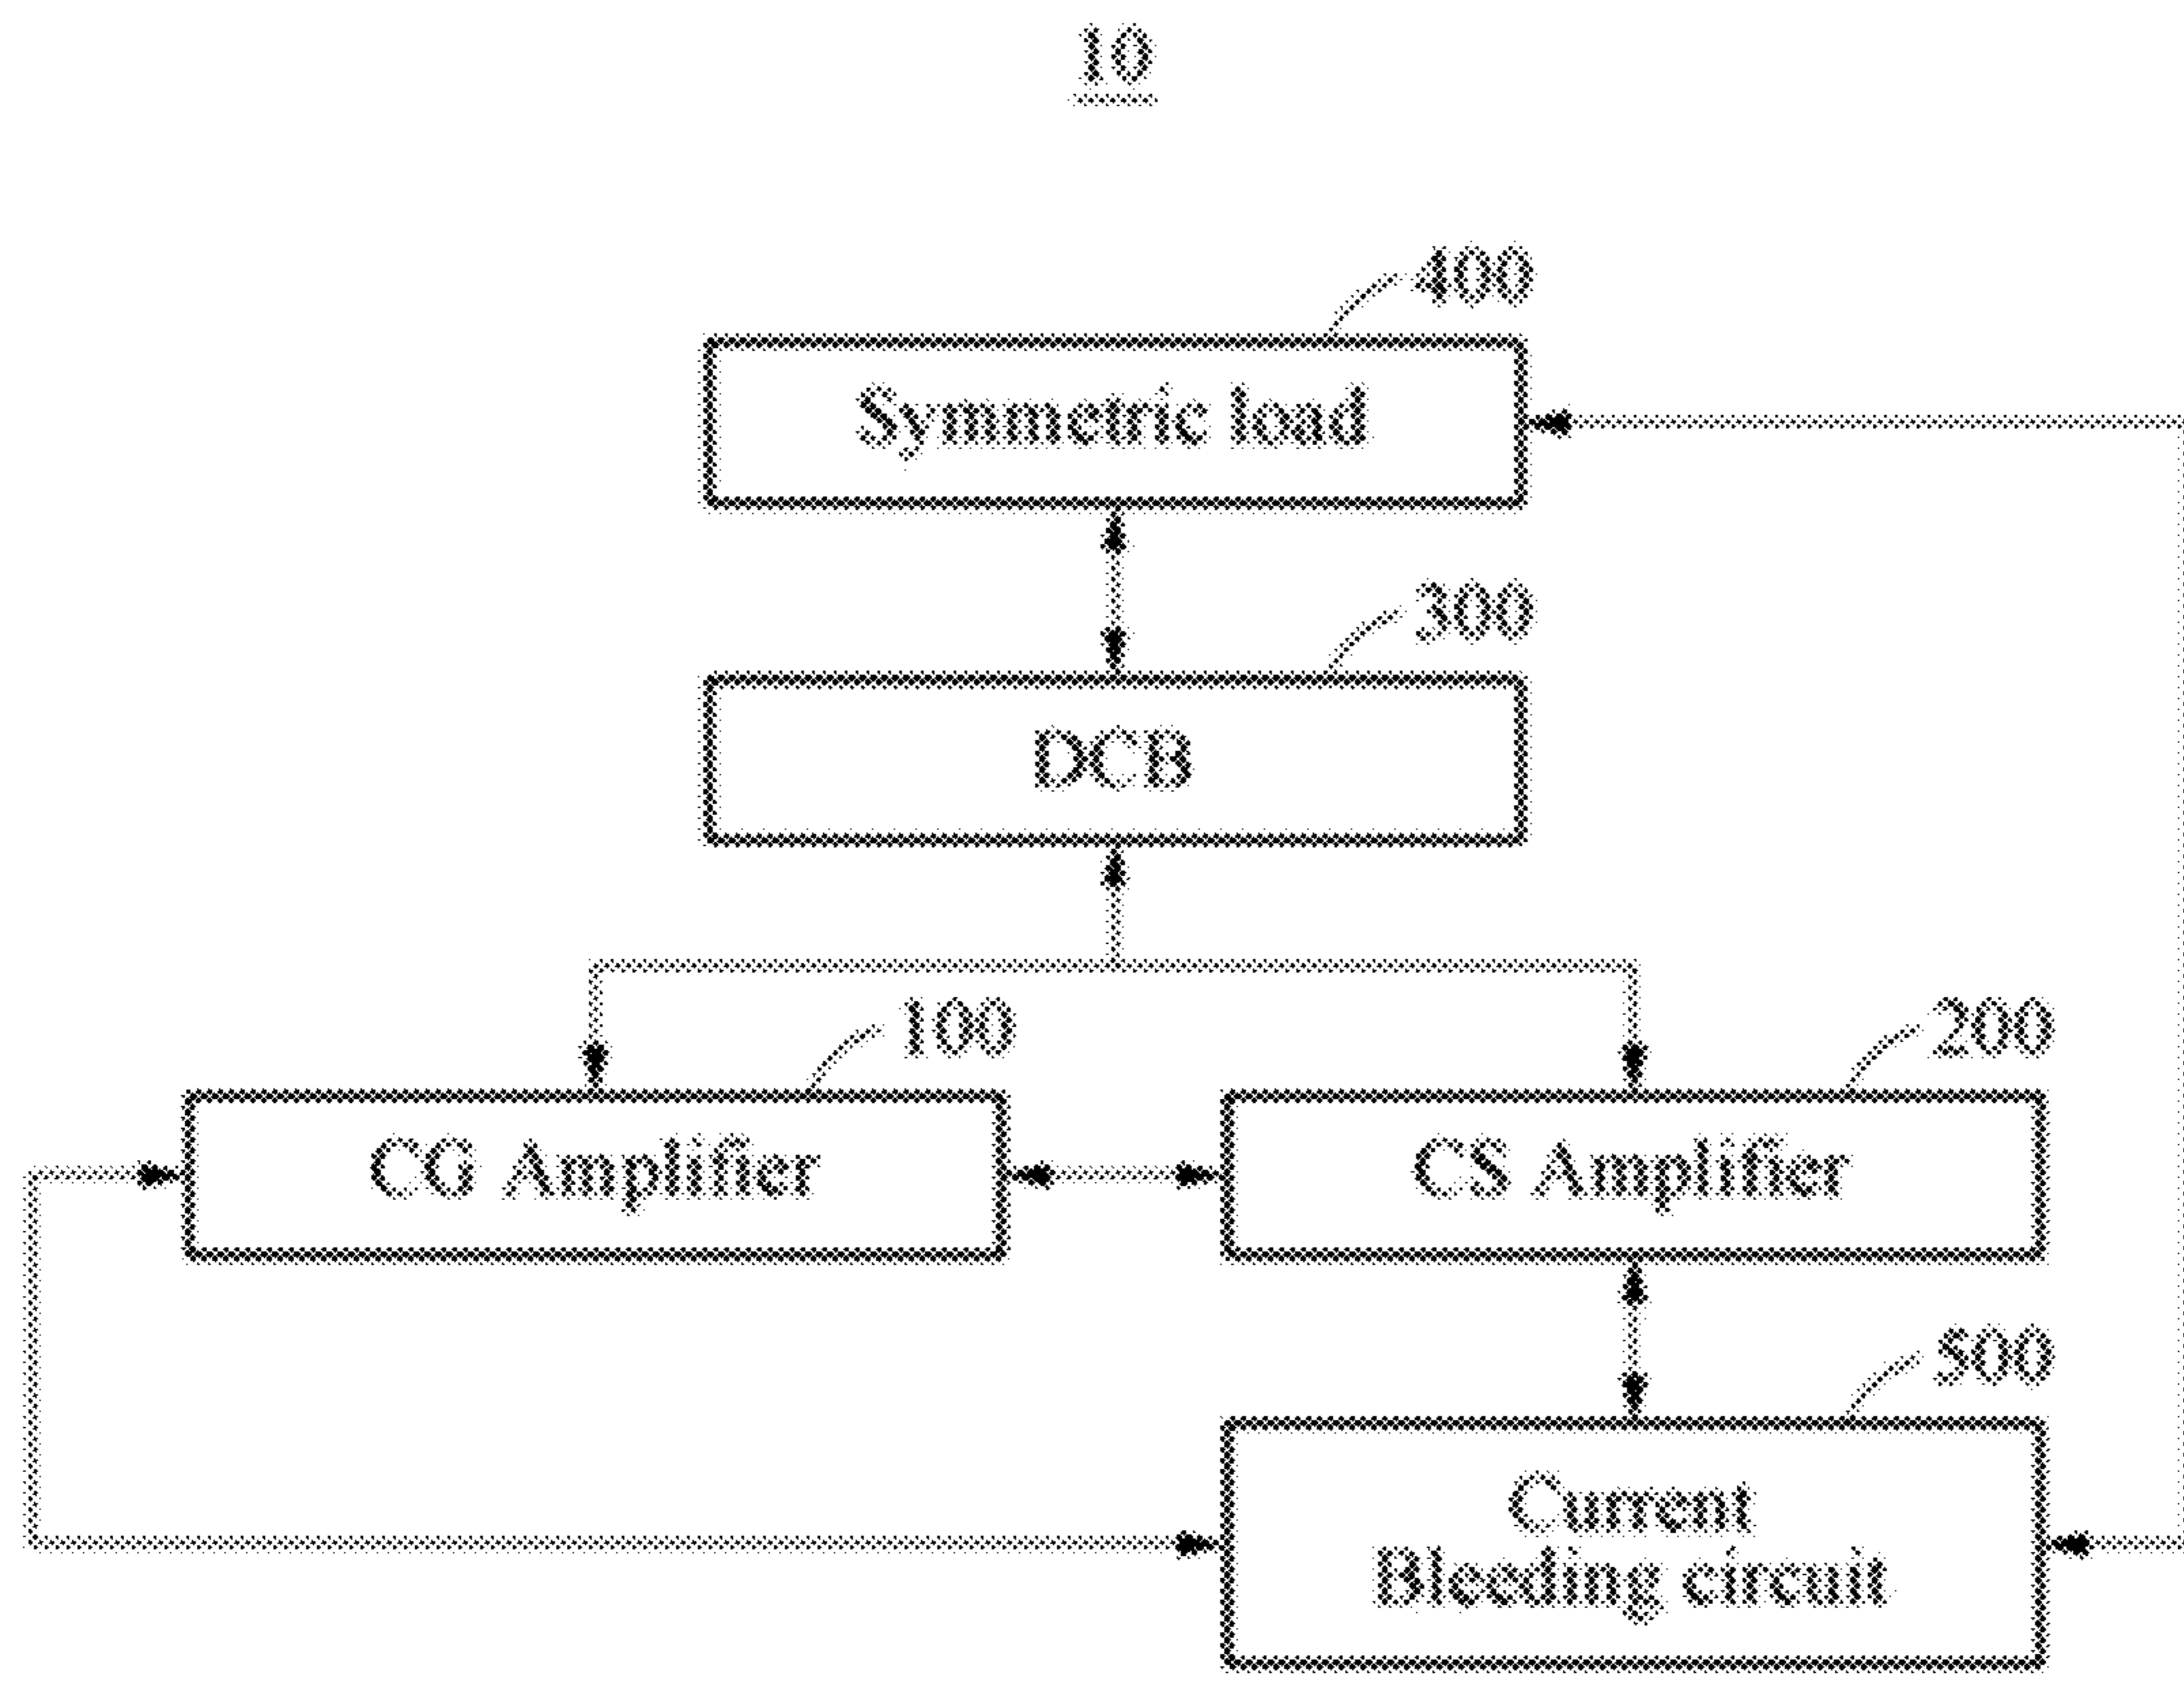 10
400
Symmetric load
300
DCB
100
200
CG Amplifier
CS Amplifier
500
Current
Bleeding circuit